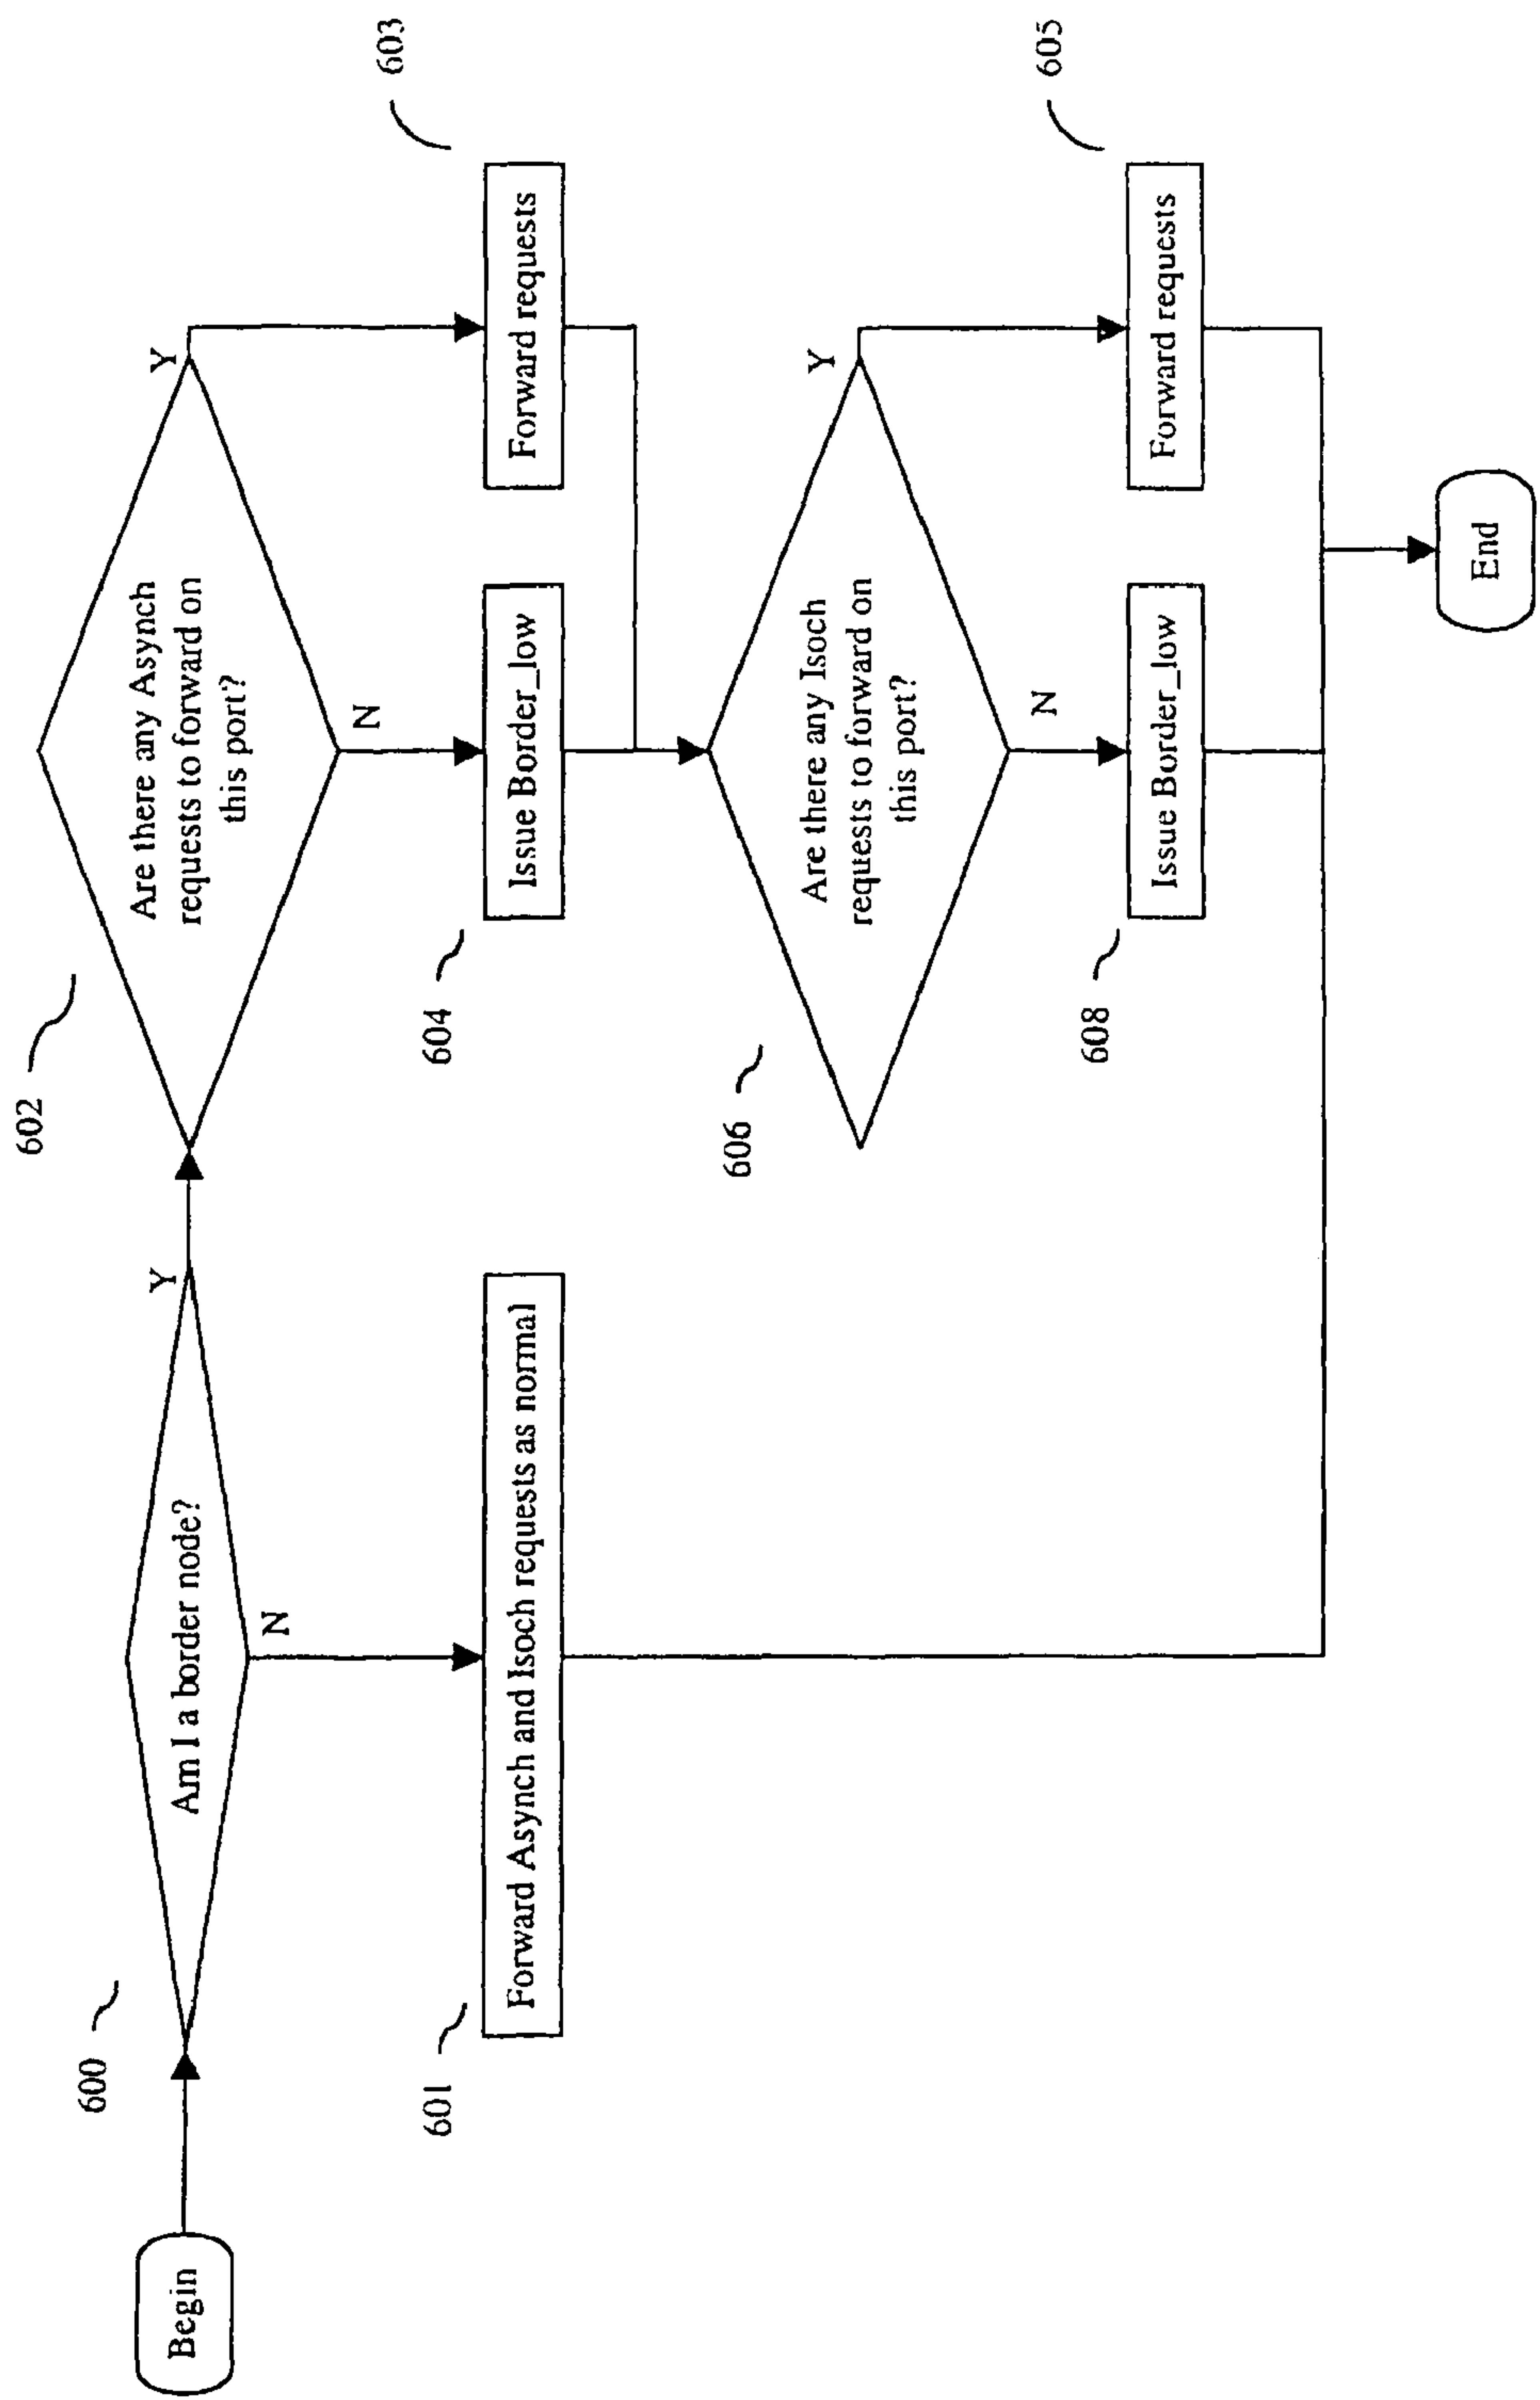 Begin
600
Am I a border node?
Y
N
601
Forward Asynch and Isoch requests as normal
602
Are there any Asynch
requests to forward on
this port?
Y
N
603
Forward requests
604
Issue Border_low
606
Are there any Isoch
requests to forward on
this port?
Y
N
605
Forward requests
608
Issue Border_low
End